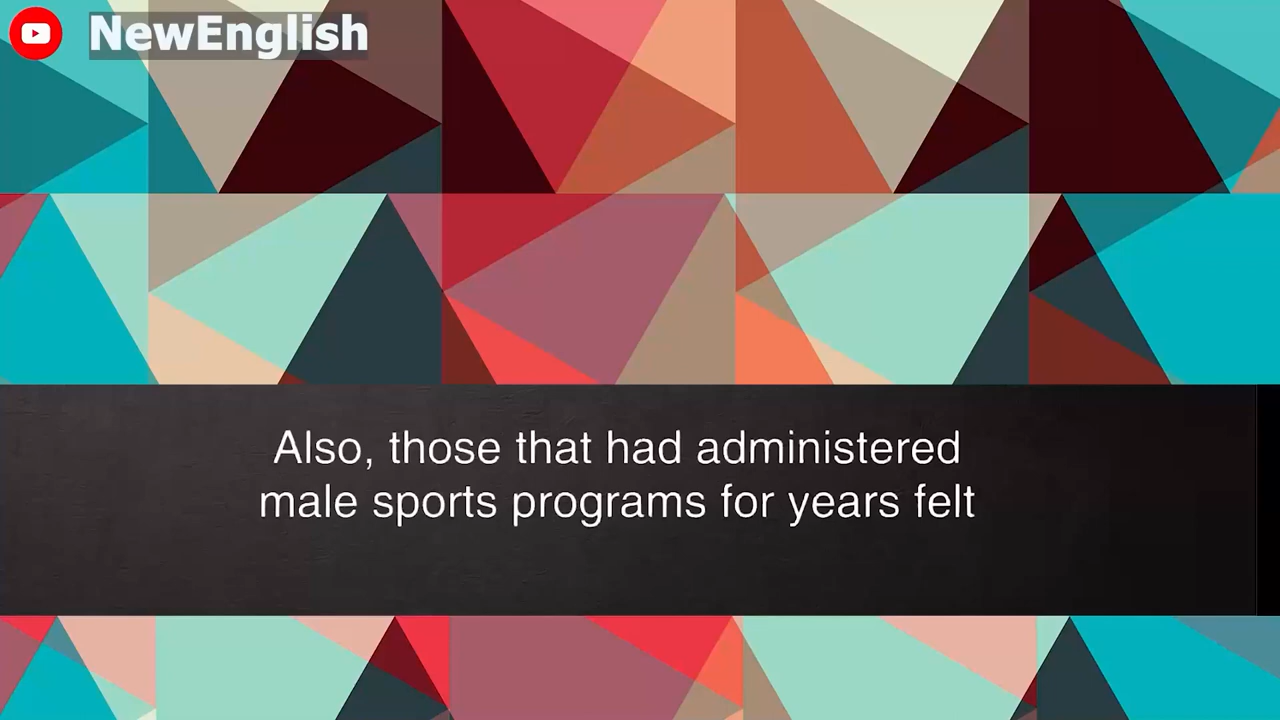 NewEnglish
Also, those that had administered
male sports programs for years felt